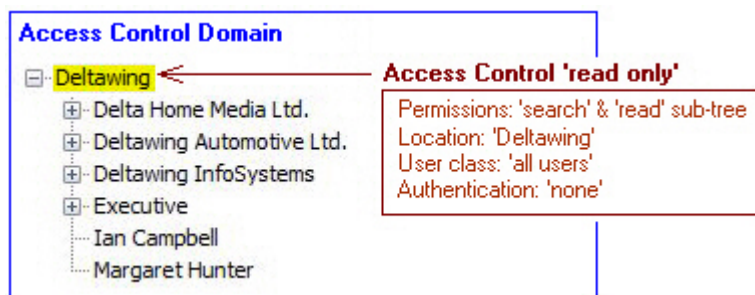 Access Control Domain
Deltawing
Delta Home Media Ltd.
Deltawing Automotive Ltd.
Deltawing InfoSystems
Executive
Ian Campbell
Margaret Hunter
Access Control 'read only'
Permissions: 'search' & 'read' sub-tree
Location: 'Deltawing'
User class: 'all users'
Authentication: 'none'